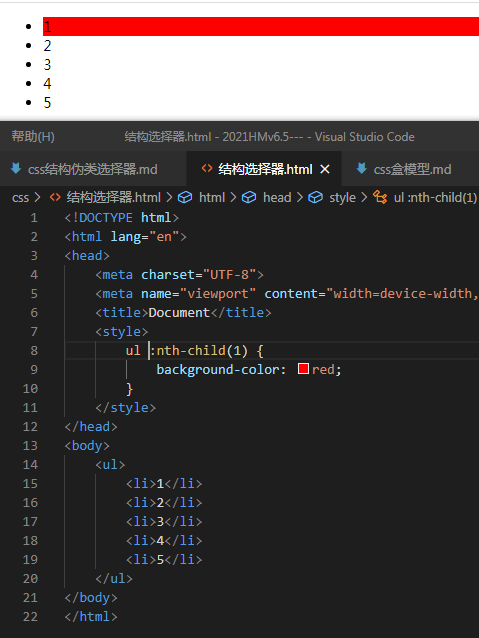 1
2
3
4
5
帮助(H) 结构选择器.html - 2021HMv6.5--- - Visual Studio Code
css结构伪类选择器.md <> 结构选择器.html × css盒模型.md
css > <> 结构选择器.html > html > head > style > ul :nth-child(1)
1 <!DOCTYPE html>
2 <html lang="en">
3 <head>
4 <meta charset="UTF-8">
5 <meta name="viewport" content="width=device-width,
6 <title>Document</title>
7 <style>
8 ul :nth-child(1) {
9 background-color: red;
10 }
11 </style>
12 </head>
13 <body>
14 <ul>
15 <li>1</li>
16 <li>2</li>
17 <li>3</li>
18 <li>4</li>
19 <li>5</li>
20 </ul>
21 </body>
22 </html>